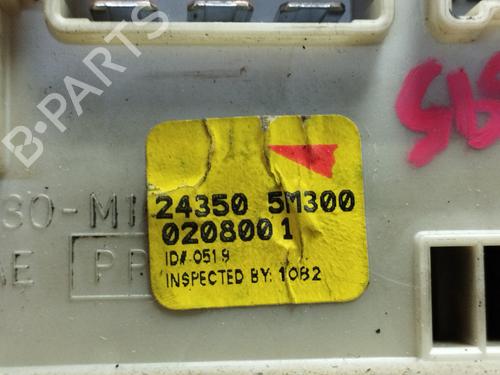 B-PARTS
24350 5M300
0208001
ID# 0519
INSPECTED BY: 1082